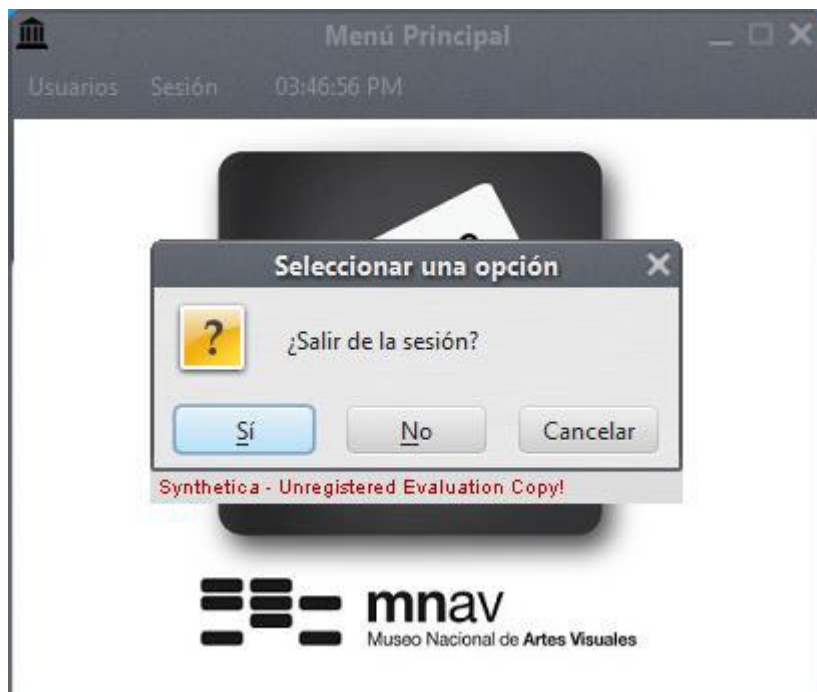 Menú Principal
Usuarios Sesión 03:46:56 PM
Seleccionar una opción
¿Salir de la sesión?
Sí No Cancelar
Synthetica - Unregistered Evaluation Copy!
mnav
Museo Nacional de Artes Visuales